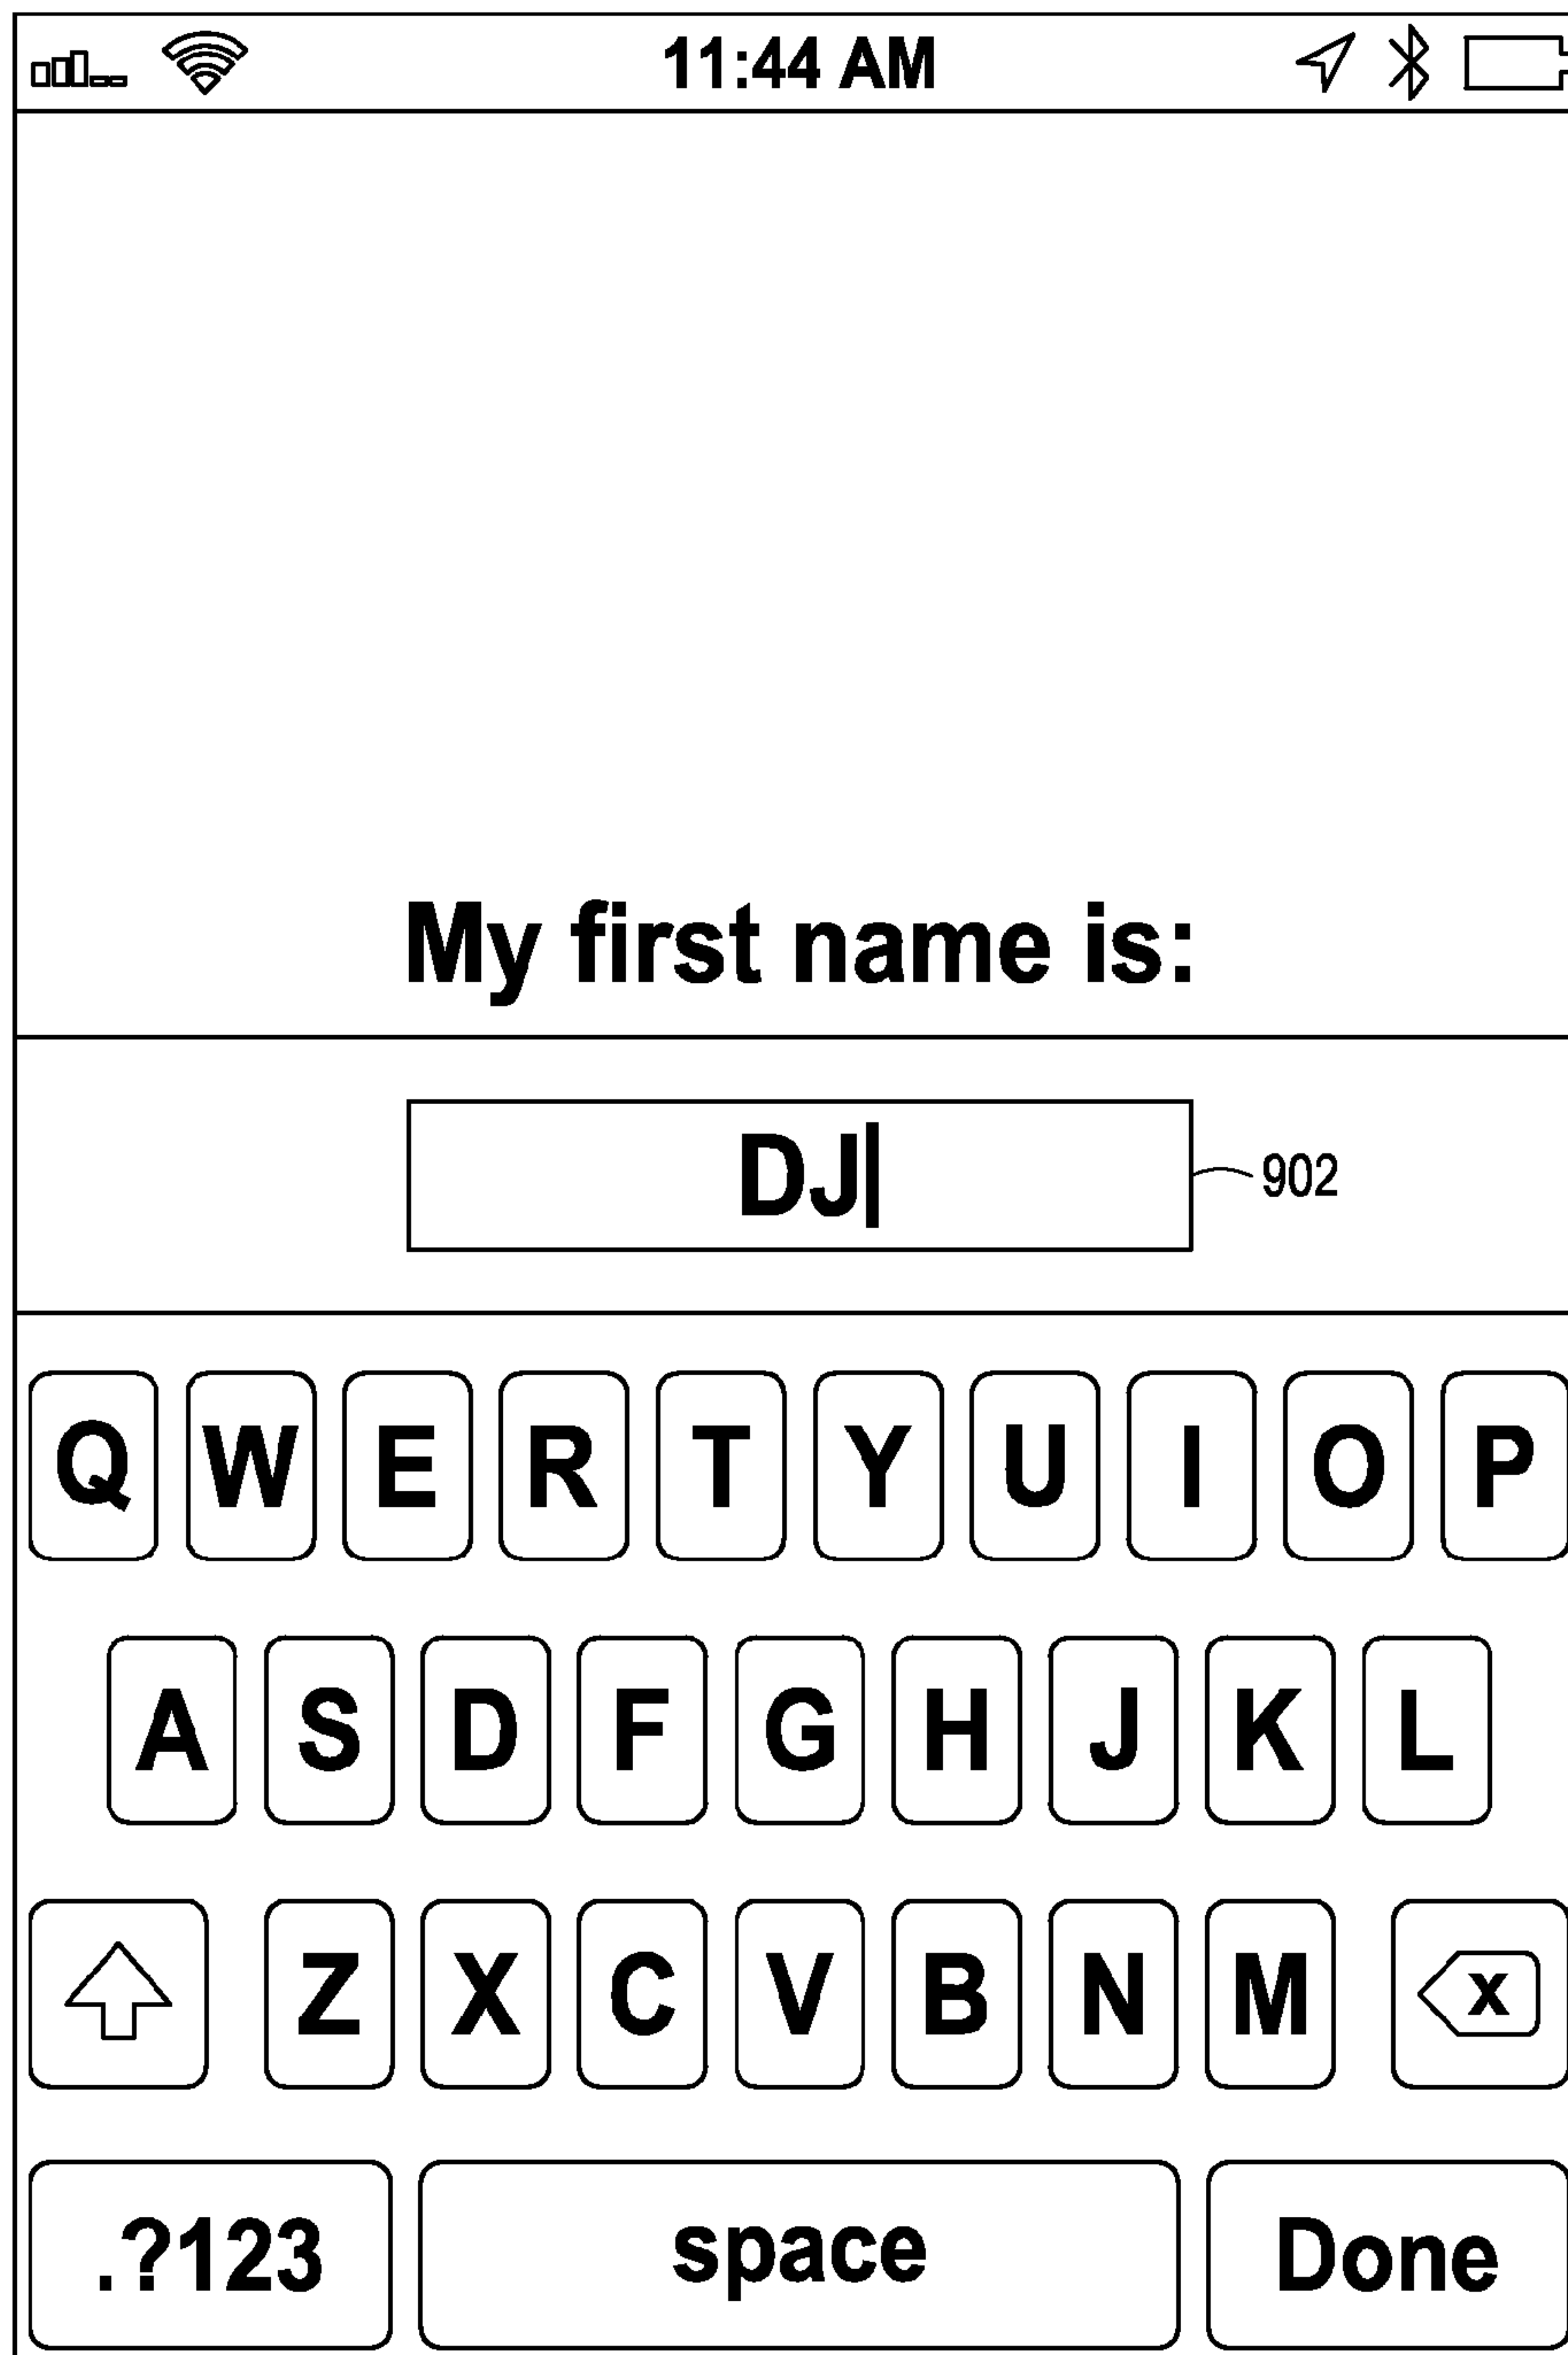 11:44 AM
My first name is:
DJ
902
Q W E R T Y U I O P
A S D F G H J K L
Z X C V B N M X
.?123 space Done